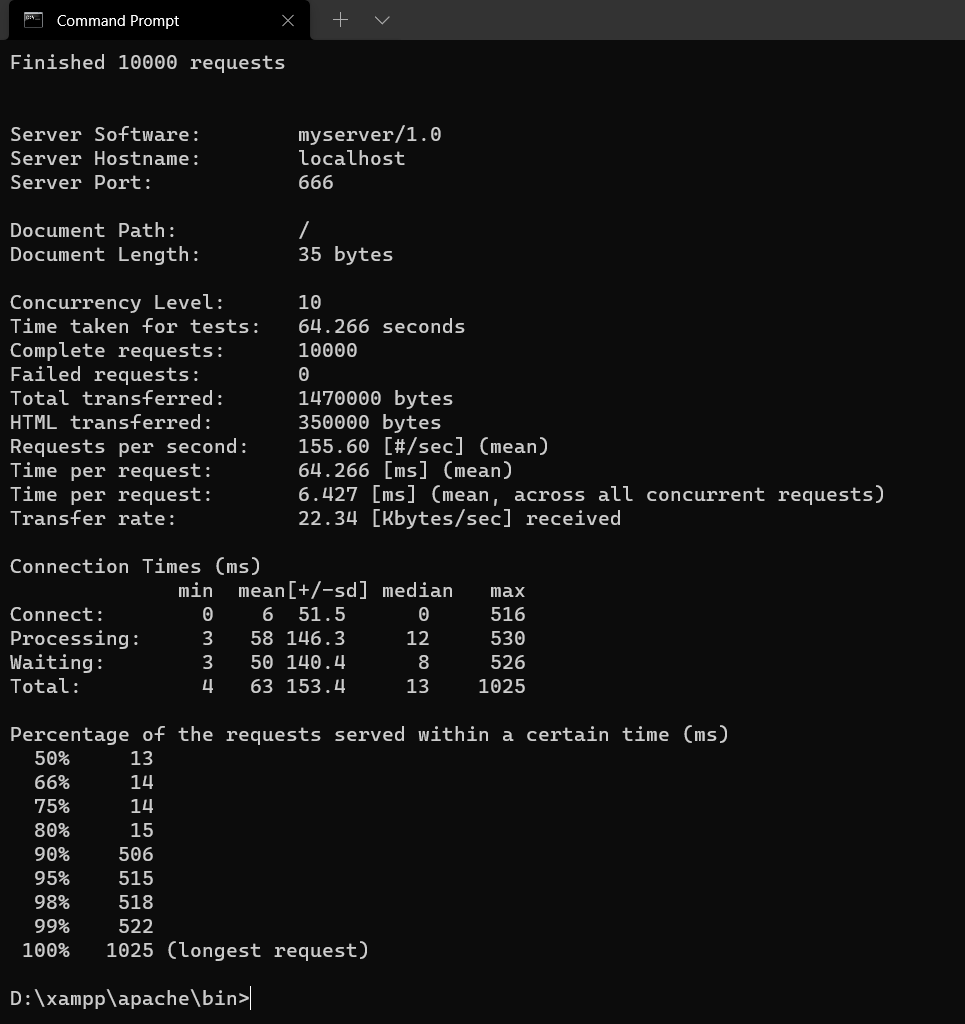 Command Prompt
Finished 10000 requests
Server Software: myserver/1.0
Server Hostname: localhost
Server Port: 666
Document Path: /
Document Length: 35 bytes
Concurrency Level: 10
Time taken for tests: 64.266 seconds
Complete requests: 10000
Failed requests: 0
Total transferred: 1470000 bytes
HTML transferred: 350000 bytes
Requests per second: 155.60 [#/sec] (mean)
Time per request: 64.266 [ms] (mean)
Time per request: 6.427 [ms] (mean, across all concurrent requests)
Transfer rate: 22.34 [Kbytes/sec] received
Connection Times (ms)
min mean[+/-sd] median max
Connect: 0 6 51.5 0 516
Processing: 3 58 146.3 12 530
Waiting: 3 50 140.4 8 526
Total: 4 63 153.4 13 1025
Percentage of the requests served within a certain time (ms)
50% 13
66% 14
75% 14
80% 15
90% 506
95% 515
98% 518
99% 522
100% 1025 (longest request)
D:\xampp\apache\bin>